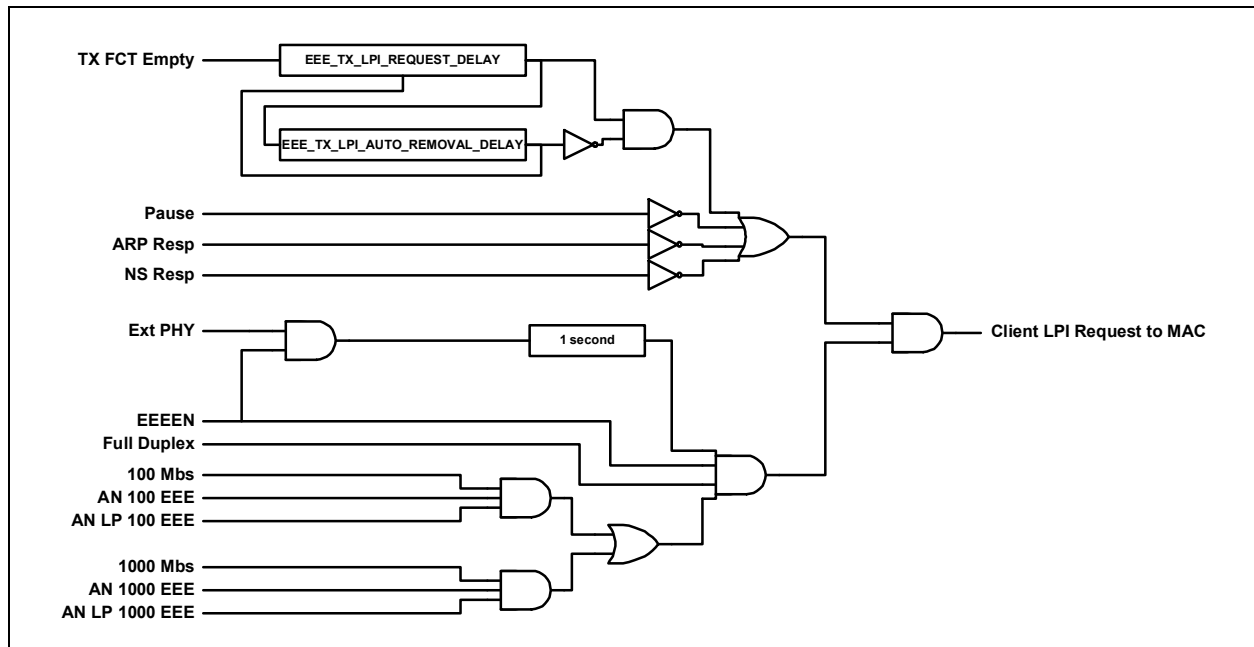 TX FCT Empty
EEE_TX_LPI_REQUEST_DELAY
EEE_TX_LPI_AUTO_REMOVAL_DELAY
Pause
ARP Resp
NS Resp
Ext PHY
1 second
Client LPI Request to MAC
EEEEN
Full Duplex
100 Mbs
AN 100 EEE
AN LP 100 EEE
1000 Mbs
AN 1000 EEE
AN LP 1000 EEE